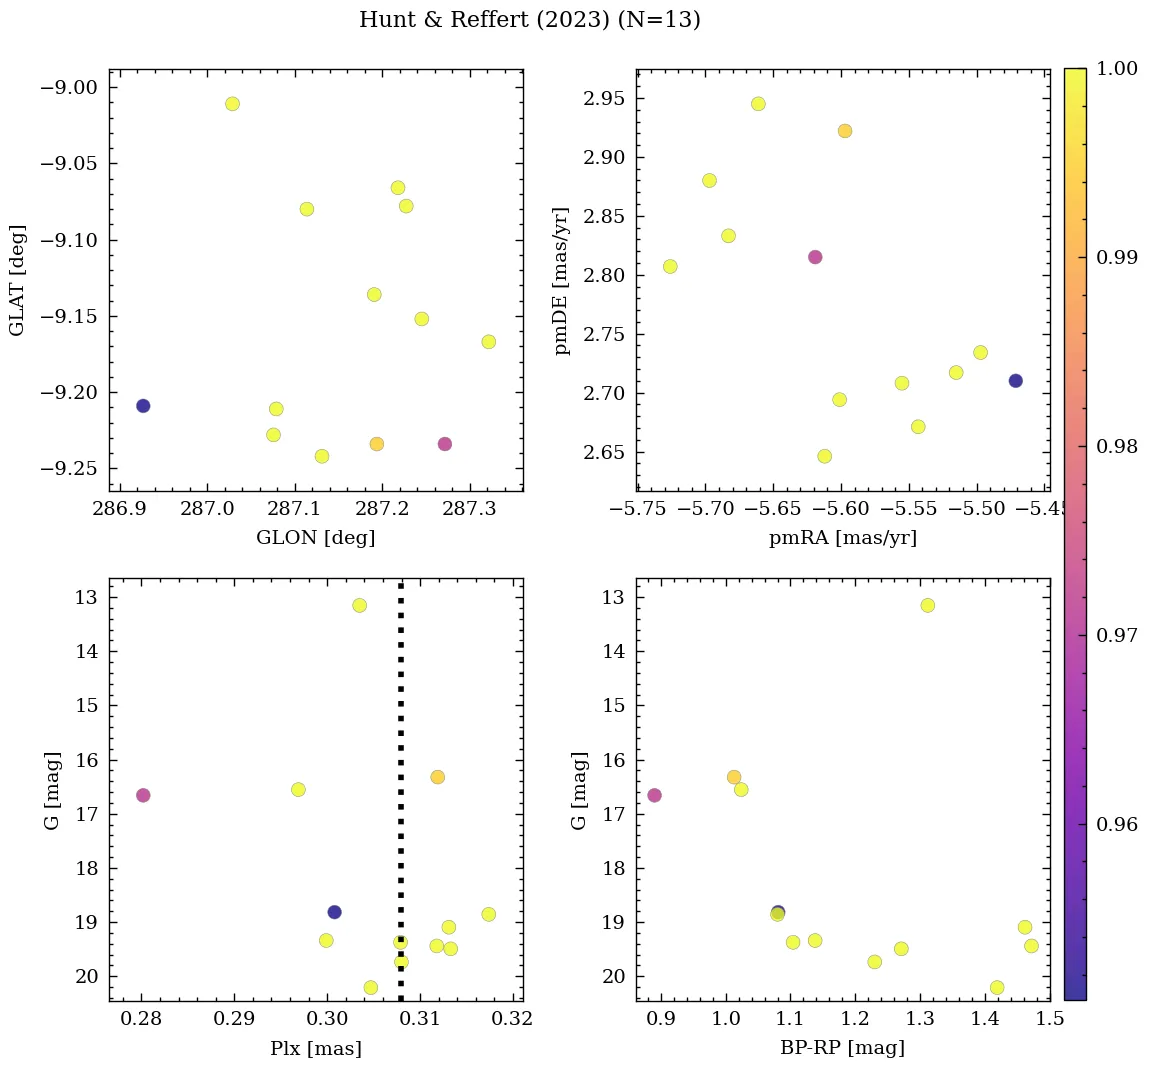 Hunt & Reffert (2023) (N=13)
−9.00
−9.05
−9.10
−9.15
−9.20
−9.25
GLAT [deg]
286.9 287.0 287.1 287.2 287.3
GLON [deg]
2.95
2.90
2.85
2.80
2.75
2.70
2.65
pmDE [mas/yr]
−5.75 −5.70 −5.65 −5.60 −5.55 −5.50 −5.45
pmRA [mas/yr]
13
14
15
16
17
18
19
20
G [mag]
0.28 0.29 0.30 0.31 0.32
Plx [mas]
13
14
15
16
17
18
19
20
G [mag]
0.9 1.0 1.1 1.2 1.3 1.4 1.5
BP-RP [mag]
1.00
0.99
0.98
0.97
0.96